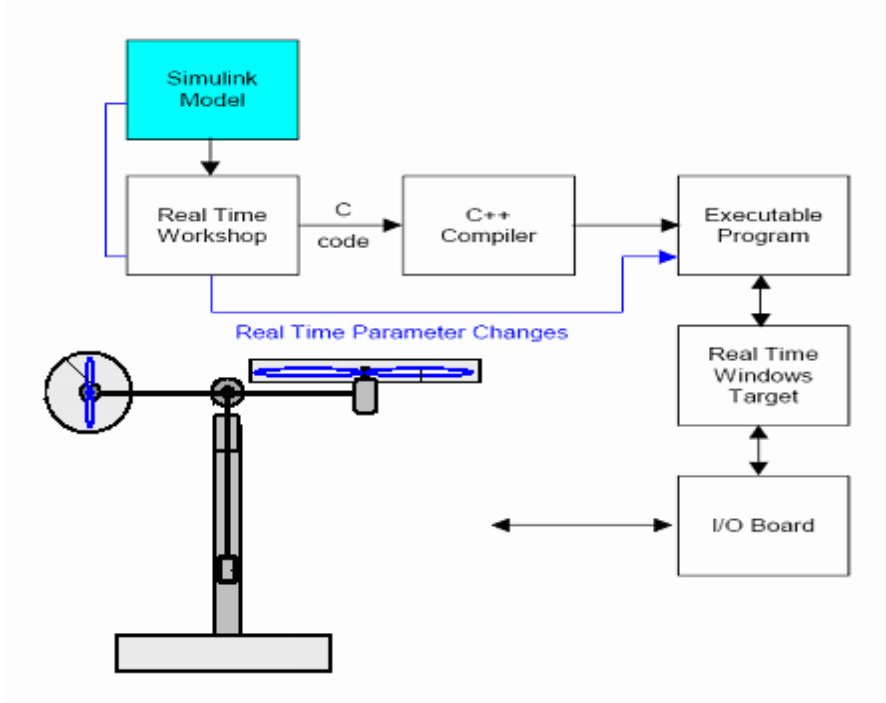 Simulink
Model
Real Time
Workshop
C
code
C++
Compiler
Executable
Program
Real Time Parameter Changes
Real Time
Windows
Target
I/O Board